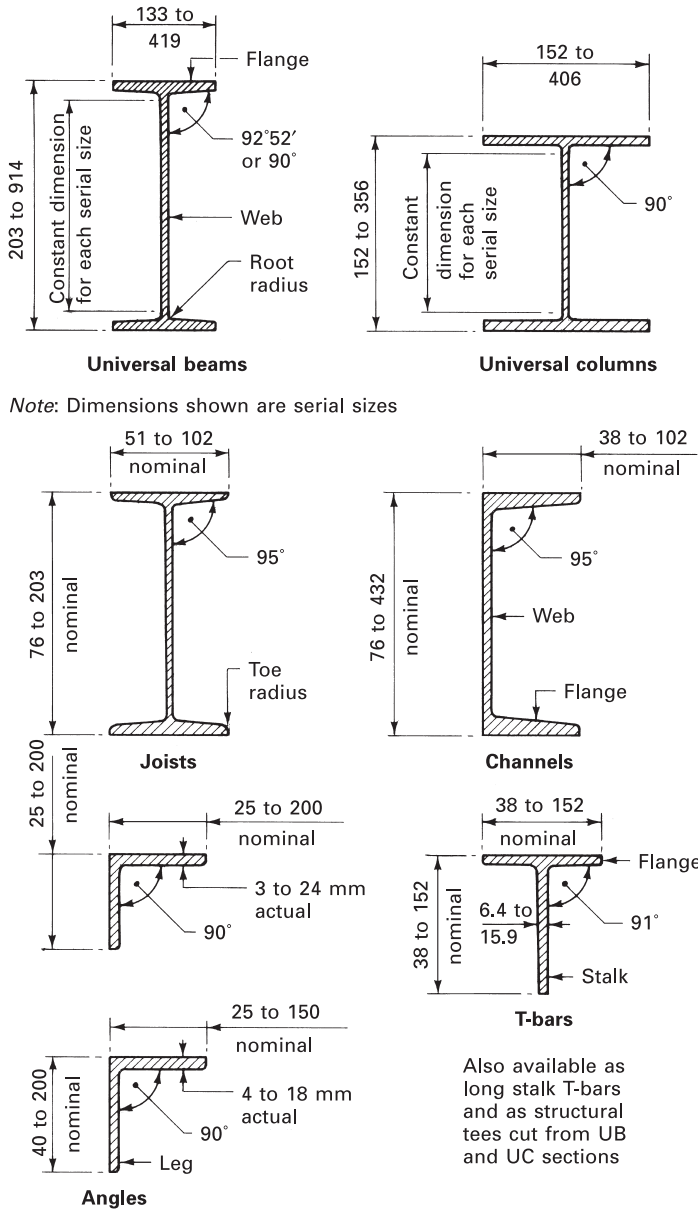 133 to
419
Flange
203 to 914
Constant dimension
for each serial size
92°52′
or 90°
Web
Root
radius
Universal beams
152 to
406
152 to 356
Constant
dimension
for each
serial size
90°
Universal columns
Note: Dimensions shown are serial sizes
51 to 102
nominal
76 to 203
nominal
95°
Toe
radius
Joists
38 to 102
nominal
76 to 432
nominal
95°
Web
Flange
Channels
25 to 200
nominal
25 to 200
nominal
3 to 24 mm
actual
90°
38 to 152
nominal
Flange
38 to 152
nominal
6.4 to
15.9
91°
Stalk
T-bars
25 to 150
nominal
40 to 200
nominal
4 to 18 mm
actual
90°
Leg
Angles
Also available as
long stalk T-bars
and as structural
tees cut from UB
and UC sections